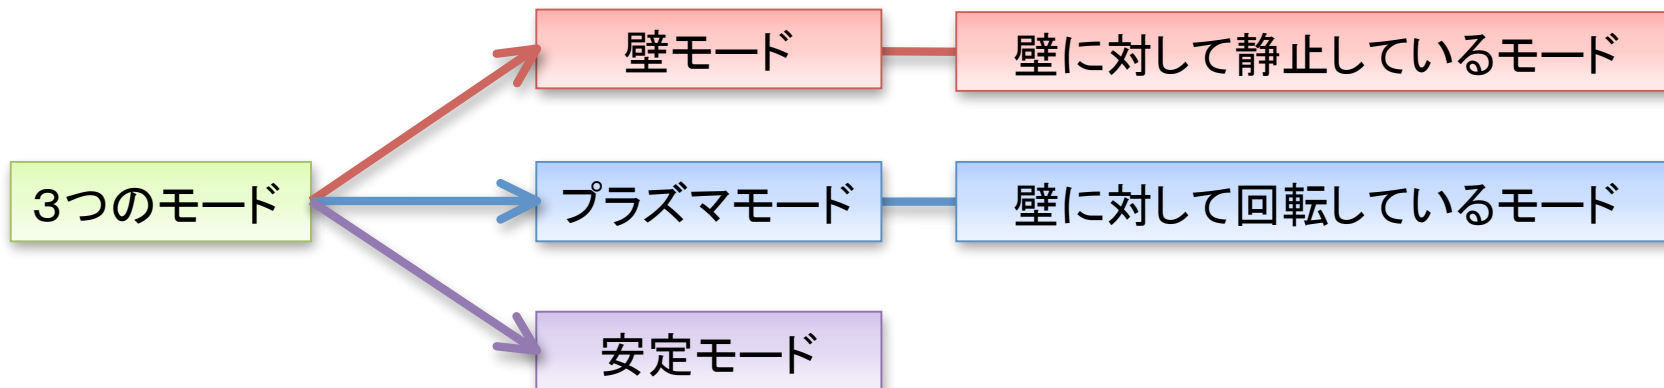 壁モード
壁に対して静止しているモード
３つのモード
プラズマモード
壁に対して回転しているモード
安定モード